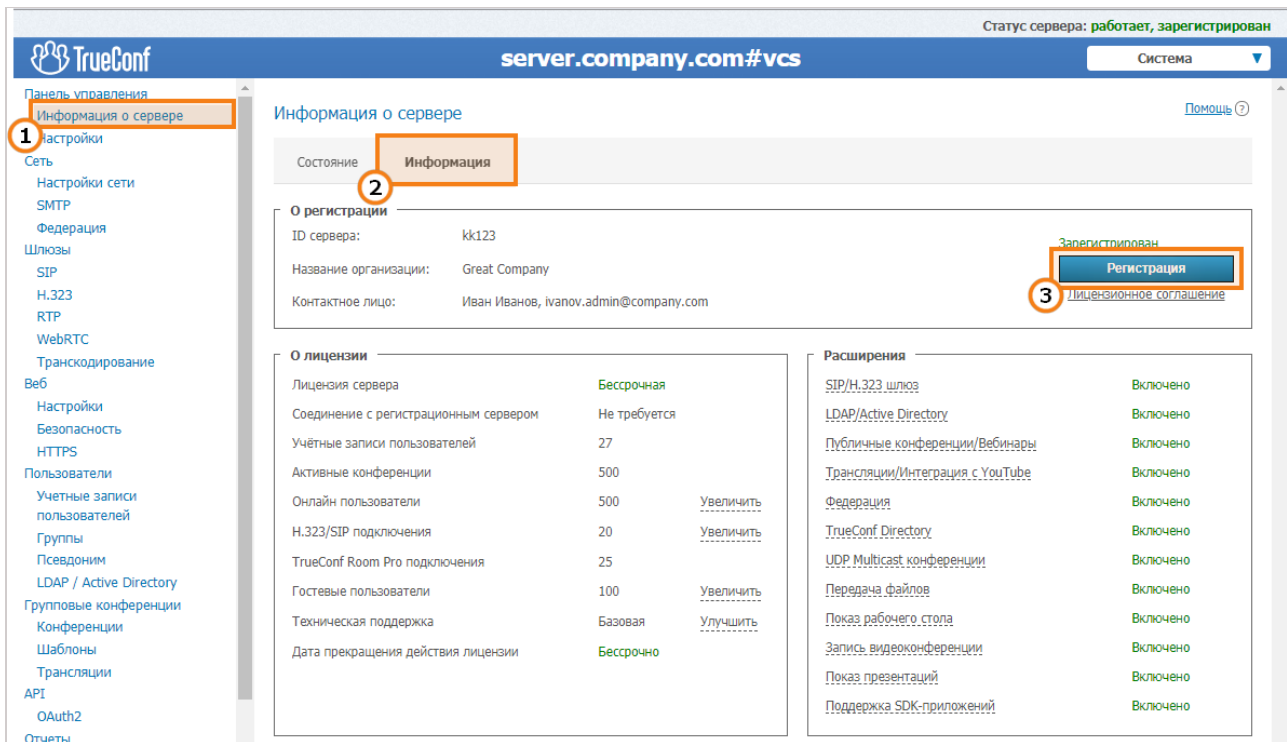 Статус сервера: работает, зарегистрирован
TrueConf
server.company.com#vcs
Система
Панель управления
Информация о сервере
1
Настройки
Сеть
Настройки сети
SMTP
Федерация
Шлюзы
SIP
H.323
RTP
WebRTC
Транскодирование
Веб
Настройки
Безопасность
HTTPS
Пользователи
Учетные записи
пользователей
Группы
Псевдоним
LDAP / Active Directory
Групповые конференции
Конференции
Шаблоны
Трансляции
API
OAuth2
Отчеты
Информация о сервере
Помощь ?
Состояние
Информация
2
О регистрации
ID сервера: kk123
Название организации: Great Company
Контактное лицо: Иван Иванов, ivanov.admin@company.com
Зарегистрирован
Регистрация
3
Лицензионное соглашение
О лицензии
Лицензия сервера Бессрочная
Соединение с регистрационным сервером Не требуется
Учётные записи пользователей 27
Активные конференции 500
Онлайн пользователи 500 Увеличить
H.323/SIP подключения 20 Увеличить
TrueConf Room Pro подключения 25
Гостевые пользователи 100 Увеличить
Техническая поддержка Базовая Улучшить
Дата прекращения действия лицензии Бессрочно
Расширения
SIP/H.323 шлюз Включено
LDAP/Active Directory Включено
Публичные конференции/Вебинары Включено
Трансляции/Интеграция с YouTube Включено
Федерация Включено
TrueConf Directory Включено
UDP Multicast конференции Включено
Передача файлов Включено
Показ рабочего стола Включено
Запись видеоконференции Включено
Показ презентаций Включено
Поддержка SDK-приложений Включено